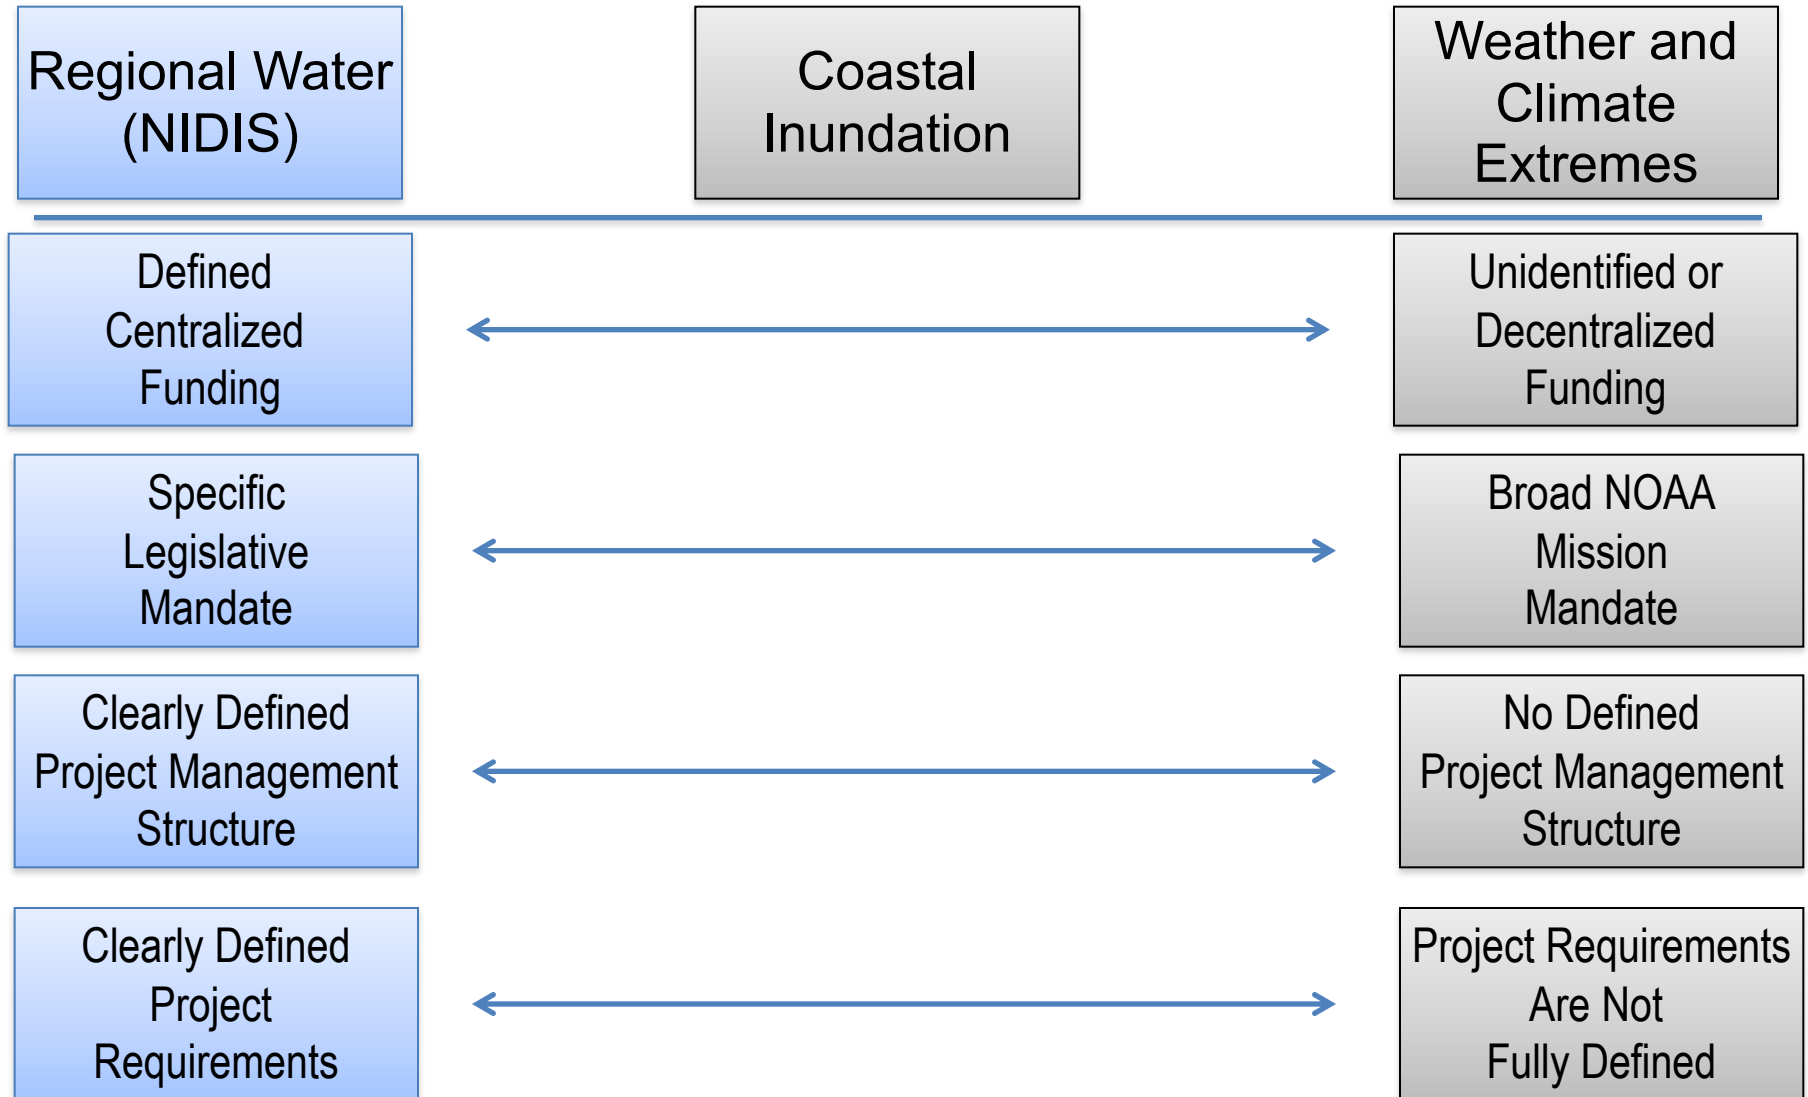 Regional Water
(NIDIS)
Coastal
Inundation
Weather and
Climate
Extremes
Defined
Centralized
Funding
Unidentified or
Decentralized
Funding
Specific
Legislative
Mandate
Broad NOAA
Mission
Mandate
Clearly Defined
Project Management
Structure
No Defined
Project Management
Structure
Clearly Defined
Project
Requirements
Project Requirements
Are Not
Fully Defined